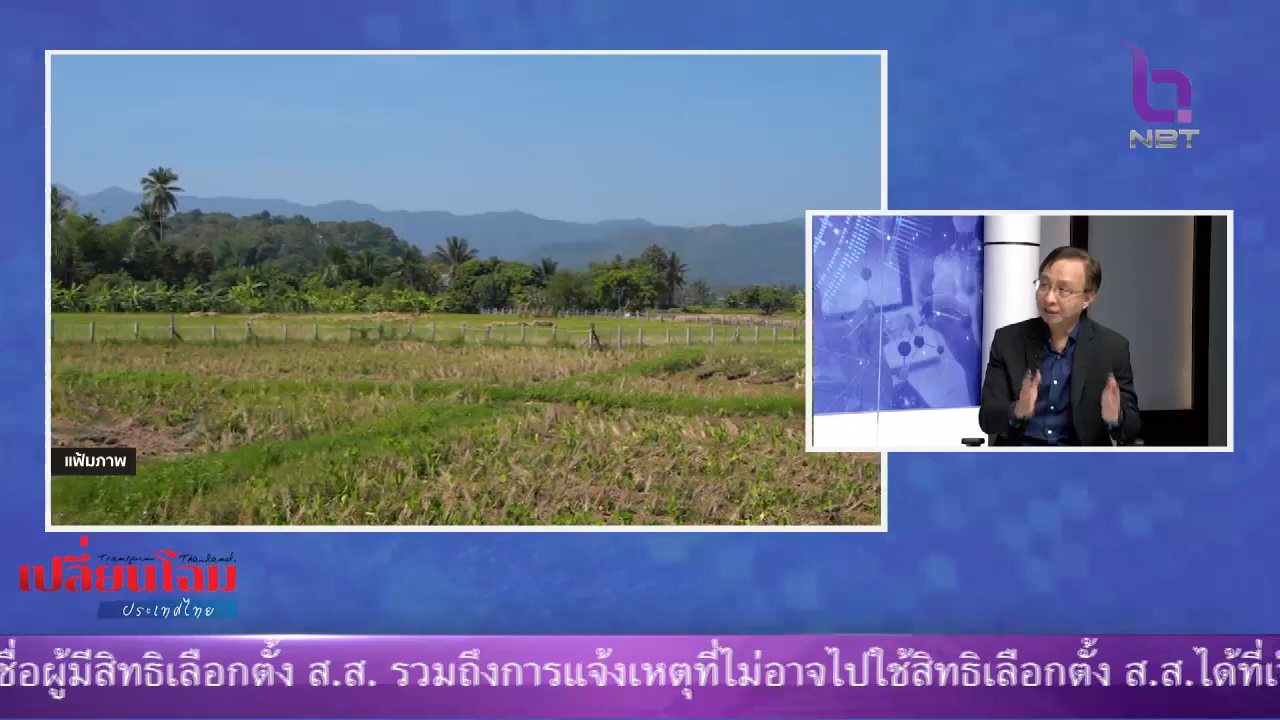 NBT
แฟ้มภาพ
Transform Thailand.
เปลี่ยนโฉม
ประเทศไทย
ชื่อผู้มีสิทธิเลือกตั้ง ส.ส. รวมถึงการแจ้งเหตุที่ไม่อาจไปใช้สิทธิเลือกตั้ง ส.ส.ได้ที่เ